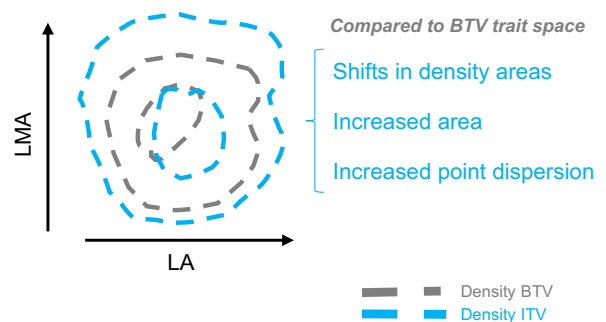 Compared to BTV trait space
Shifts in density areas
Increased area
Increased point dispersion
LMA
LA
Density BTV
Density ITV